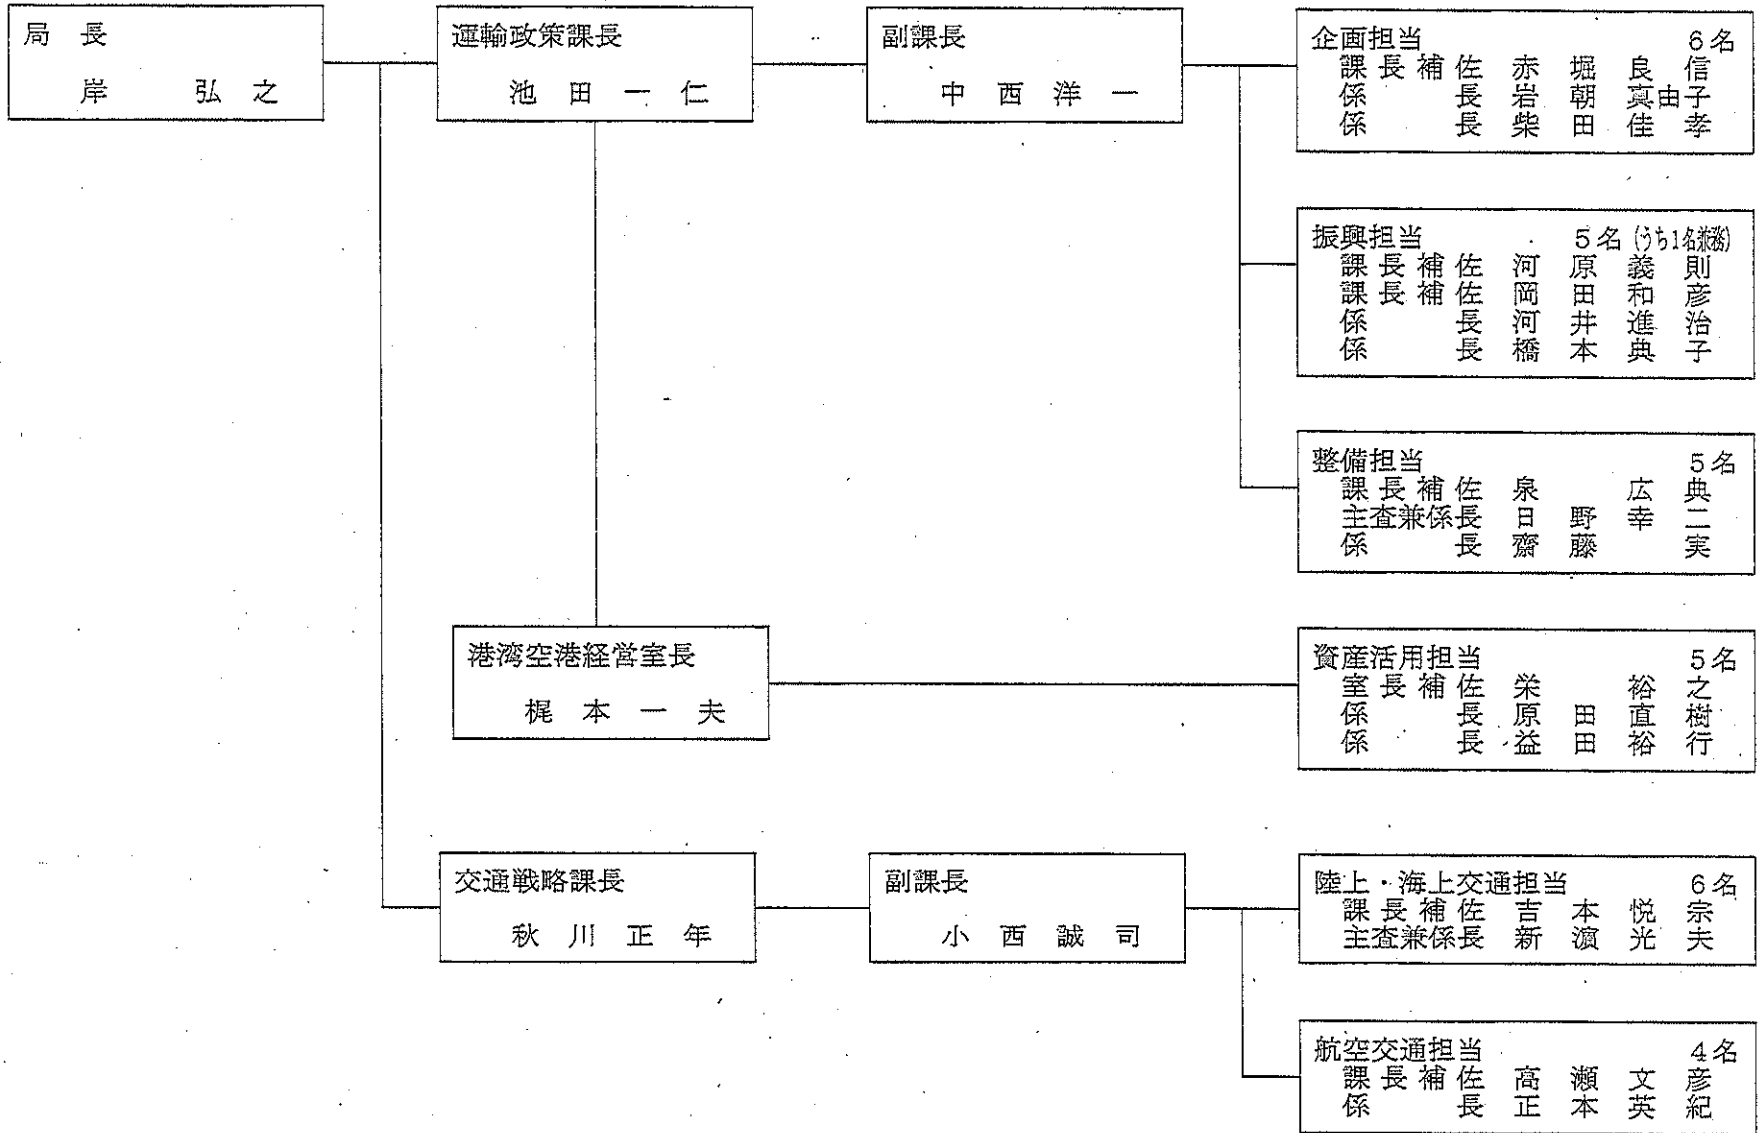 局長
岸 弘之
運輸政策課長
池田一仁
副課長
中西洋一
企画担当 6名
課長補佐 赤堀良信
係長 岩朝真由子
係長 柴田佳孝
振興担当 5名(うち1名兼務)
課長補佐 河原義則
課長補佐 岡田和彦
係長 河井進治
係長 橋本典子
整備担当 5名
課長補佐 泉 広典
主査兼係長 日野幸二
係長 齋藤 実
港湾空港経営室長
梶本一夫
資産活用担当 5名
室長補佐 栄 裕之
係長 原田直樹
係長 益田裕行
交通戦略課長
秋川正年
副課長
小西誠司
陸上・海上交通担当 6名
課長補佐 吉本悦宗
主査兼係長 新濵光夫
航空交通担当 4名
課長補佐 高瀬文彦
係長 正本英紀